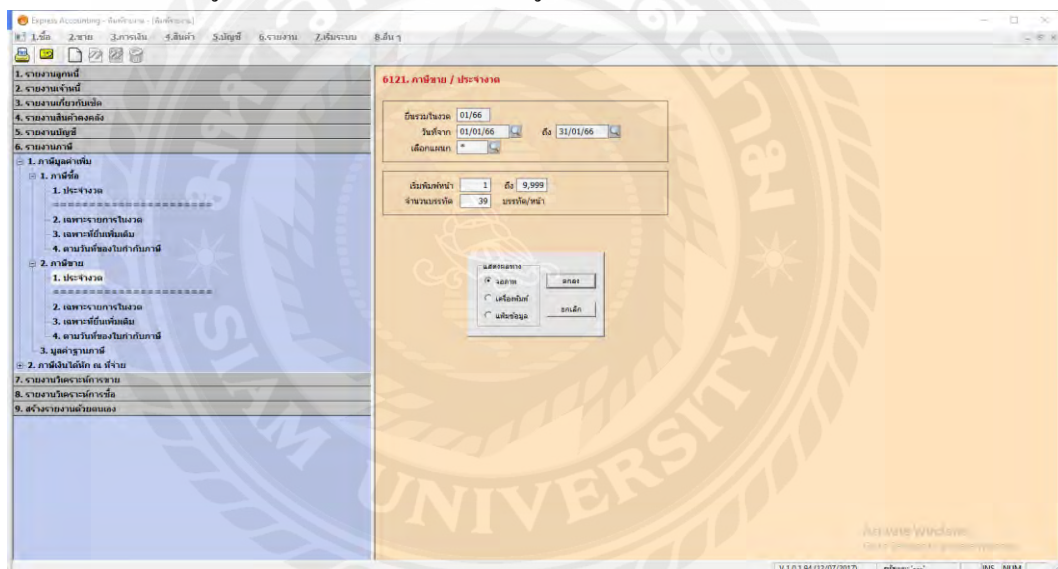 Express Accounting - พิมพ์รายงาน - [พิมพ์รายงาน]
1.ซื้อ 2.ขาย 3.การเงิน 4.สินค้า 5.บัญชี 6.รายงาน 7.เริ่มระบบ 8.อื่น ๆ
1. รายงานลูกหนี้
2. รายงานเจ้าหนี้
3. รายงานเกี่ยวกับเช็ค
4. รายงานสินค้าคงคลัง
5. รายงานบัญชี
6. รายงานภาษี
1. ภาษีมูลค่าเพิ่ม
1. ภาษีซื้อ
1. ประจำงวด
========================
2. เฉพาะรายการในงวด
3. เฉพาะที่ยื่นเพิ่มเติม
4. ตามวันที่ของใบกำกับภาษี
2. ภาษีขาย
1. ประจำงวด
========================
2. เฉพาะรายการในงวด
3. เฉพาะที่ยื่นเพิ่มเติม
4. ตามวันที่ของใบกำกับภาษี
3. มูลค่าฐานภาษี
2. ภาษีเงินได้หัก ณ ที่จ่าย
7. รายงานวิเคราะห์การขาย
8. รายงานวิเคราะห์การซื้อ
9. สร้างรายงานด้วยตนเอง
6121. ภาษีขาย / ประจำงวด
ยื่นรวมในงวด 01/66
วันที่จาก 01/01/66 ถึง 31/01/66
เลือกแผนก *
เริ่มพิมพ์หน้า 1 ถึง 9,999
จำนวนบรรทัด 39 บรรทัด/หน้า
แสดงผลทาง
จอภาพ ตกลง
เครื่องพิมพ์
แฟ้มข้อมูล ยกเลิก
SIAM UNIVERSITY
Activate Windows
V.1.0.1.94 (12/07/2017) INS NUM